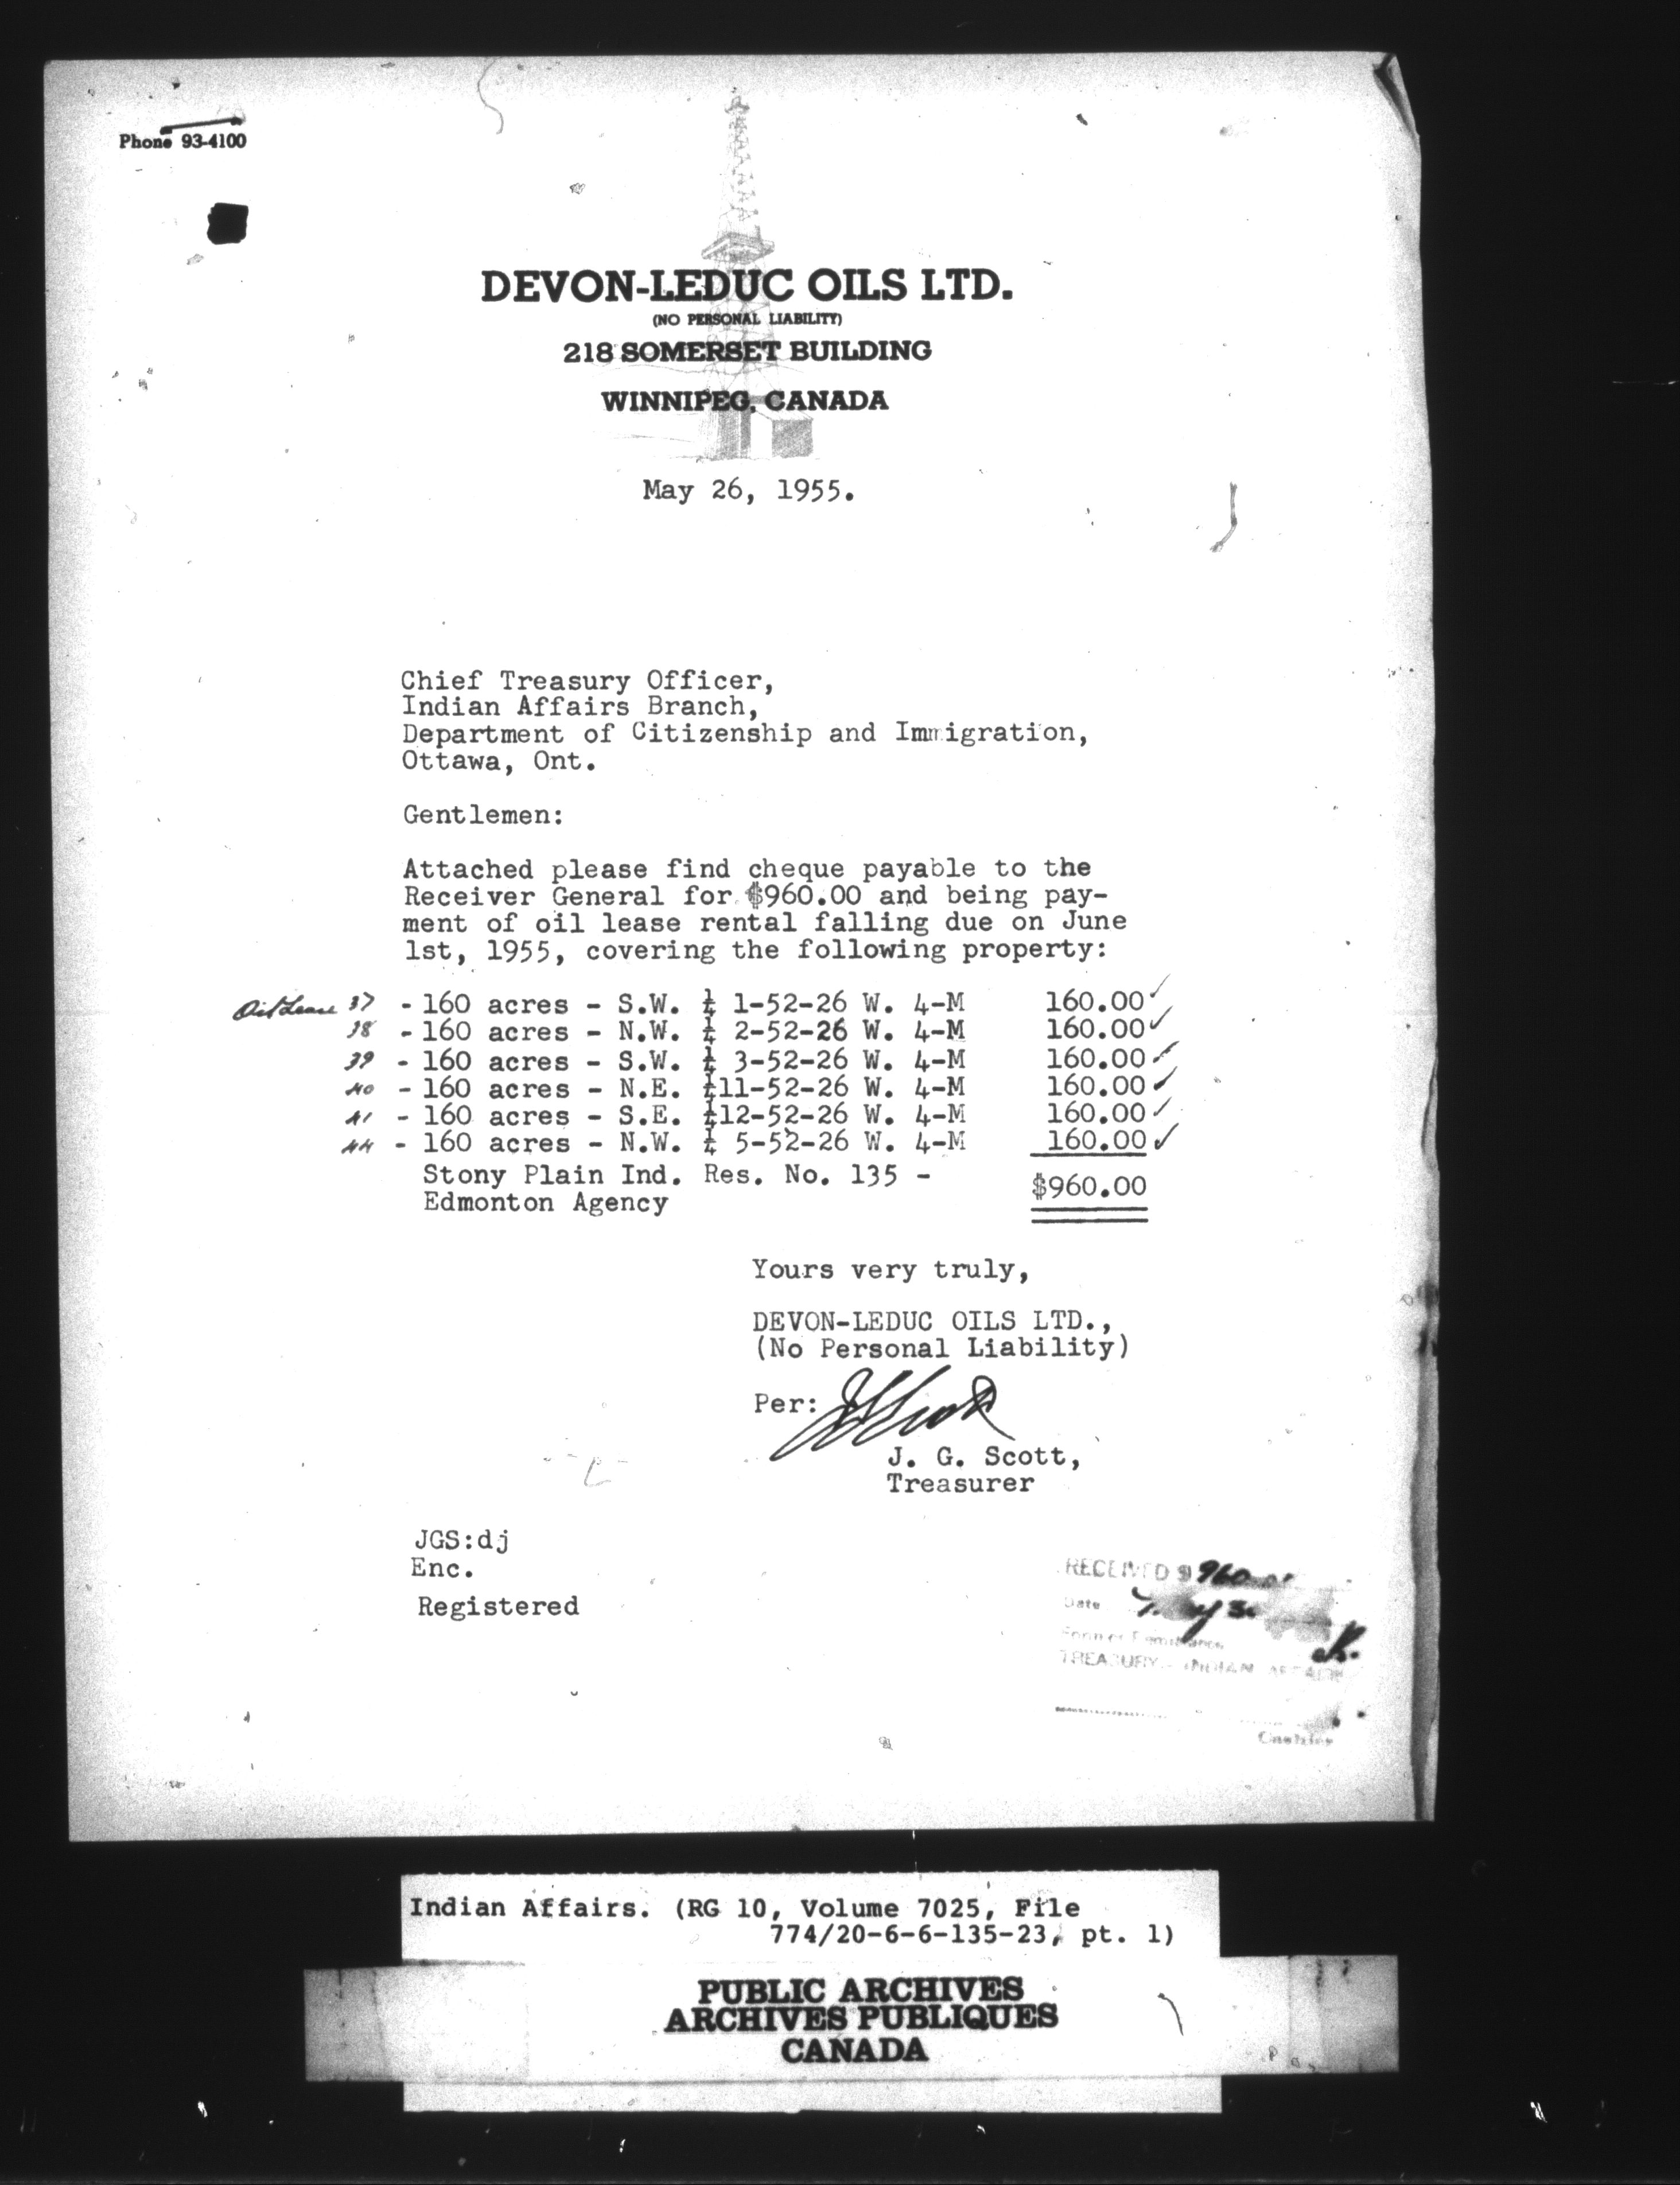 Phone 93-4100
DEVON-LEDUC OILS LTD.
(NO PERSONAL LIABILITY)
218 SOMERSET BUILDING
WINNIPEG, CANADA
May 26, 1955.
Chief Treasury Officer,
Indian Affairs Branch,
Department of Citizenship and Immigration,
Ottawa, Ont.
Gentlemen:
Attached please find cheque payable to the
Receiver General for $960.00 and being pay-
ment of oil lease rental falling due on June
1st, 1955, covering the following property:
Oil Lease 37 - 160 acres - S.W. ¼ 1-52-26 W. 4-M 160.00 ✓
38 - 160 acres - N.W. ¼ 2-52-26 W. 4-M 160.00 ✓
39 - 160 acres - S.W. ¼ 3-52-26 W. 4-M 160.00 ✓
40 - 160 acres - N.E. ¼11-52-26 W. 4-M 160.00 ✓
41 - 160 acres - S.E. ¼12-52-26 W. 4-M 160.00 ✓
44 - 160 acres - N.W. ¼ 5-52-26 W. 4-M 160.00 ✓
Stony Plain Ind. Res. No. 135 -
Edmonton Agency
$960.00
Yours very truly,
DEVON-LEDUC OILS LTD.,
(No Personal Liability)
Per: J G Scott
J. G. Scott,
Treasurer
JGS:dj
Enc.
Registered
RECEIVED $ 960
Date May 30
Form of Remittance
TREASURY - INDIAN AFFAIRS
Cashier
Indian Affairs. (RG 10, Volume 7025, File
774/20-6-6-135-23, pt. 1)
PUBLIC ARCHIVES
ARCHIVES PUBLIQUES
CANADA